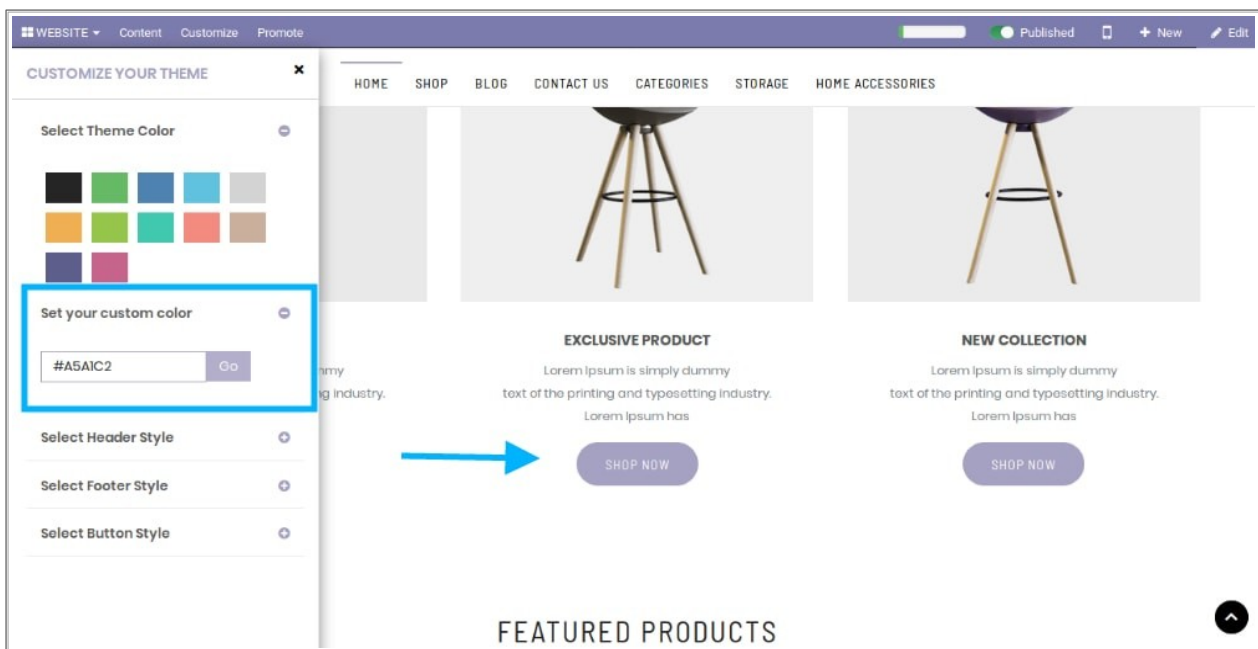 WEBSITE Content Customize Promote Published New Edit
CUSTOMIZE YOUR THEME
HOME SHOP BLOG CONTACT US CATEGORIES STORAGE HOME ACCESSORIES
Select Theme Color
Set your custom color
#A5A1C2 Go
Select Header Style
Select Footer Style
Select Button Style
industry.
EXCLUSIVE PRODUCT
Lorem Ipsum is simply dummy
text of the printing and typesetting industry.
Lorem Ipsum has
SHOP NOW
NEW COLLECTION
Lorem Ipsum is simply dummy
text of the printing and typesetting industry.
Lorem Ipsum has
SHOP NOW
FEATURED PRODUCTS